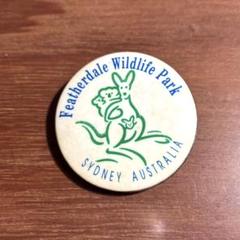 Featherdale Wildlife Park
SYDNEY AUSTRALIA